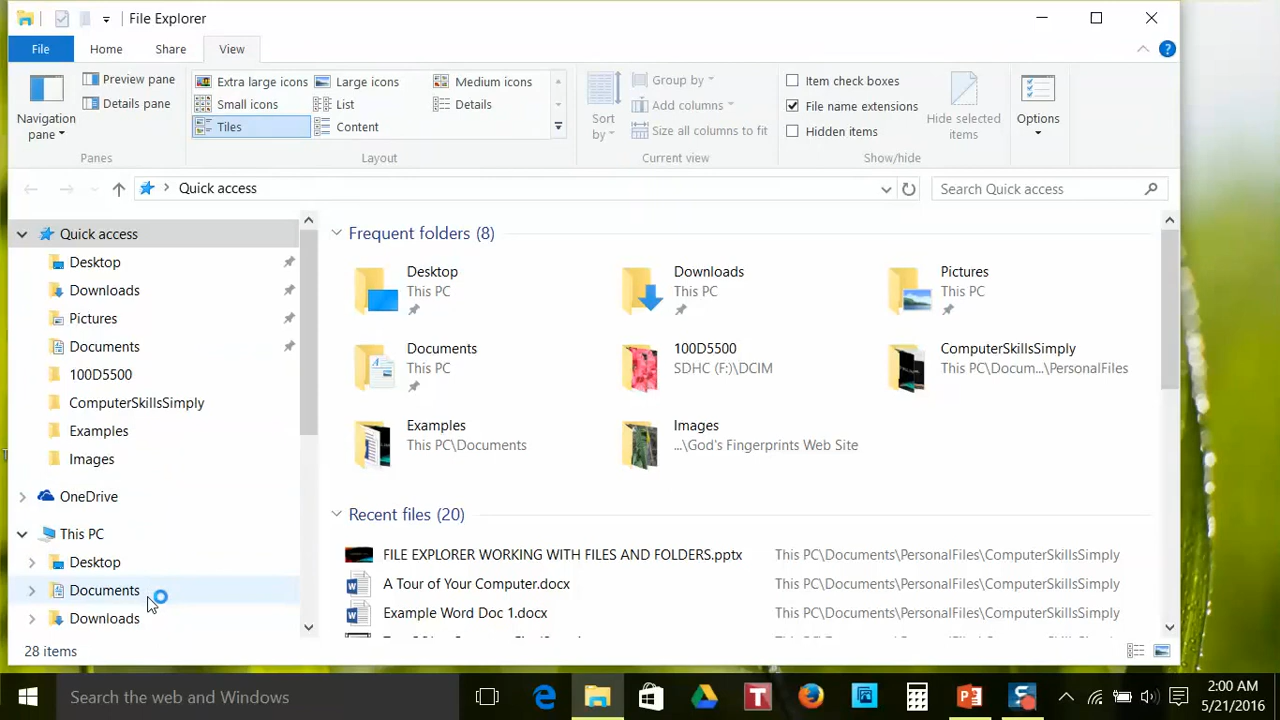 File Explorer
File Home Share View
Navigation pane
Preview pane
Details pane
Panes
Extra large icons Large icons Medium icons
Small icons List Details
Tiles Content
Layout
Sort by
Group by
Add columns
Size all columns to fit
Current view
Item check boxes
File name extensions
Hidden items
Hide selected items
Show/hide
Options
Quick access
Search Quick access
Quick access
Desktop
Downloads
Pictures
Documents
100D5500
ComputerSkillsSimply
Examples
Images
OneDrive
This PC
Desktop
Documents
Downloads
Frequent folders (8)
Desktop
This PC
Downloads
This PC
Pictures
This PC
Documents
This PC
100D5500
SDHC (F:)\DCIM
ComputerSkillsSimply
This PC\Docum...\PersonalFiles
Examples
This PC\Documents
Images
...\God's Fingerprints Web Site
Recent files (20)
FILE EXPLORER WORKING WITH FILES AND FOLDERS.pptx This PC\Documents\PersonalFiles\ComputerSkillsSimply
A Tour of Your Computer.docx This PC\Documents\PersonalFiles\ComputerSkillsSimply
Example Word Doc 1.docx This PC\Documents\PersonalFiles\ComputerSkillsSimply
28 items
Search the web and Windows
2:00 AM
5/21/2016